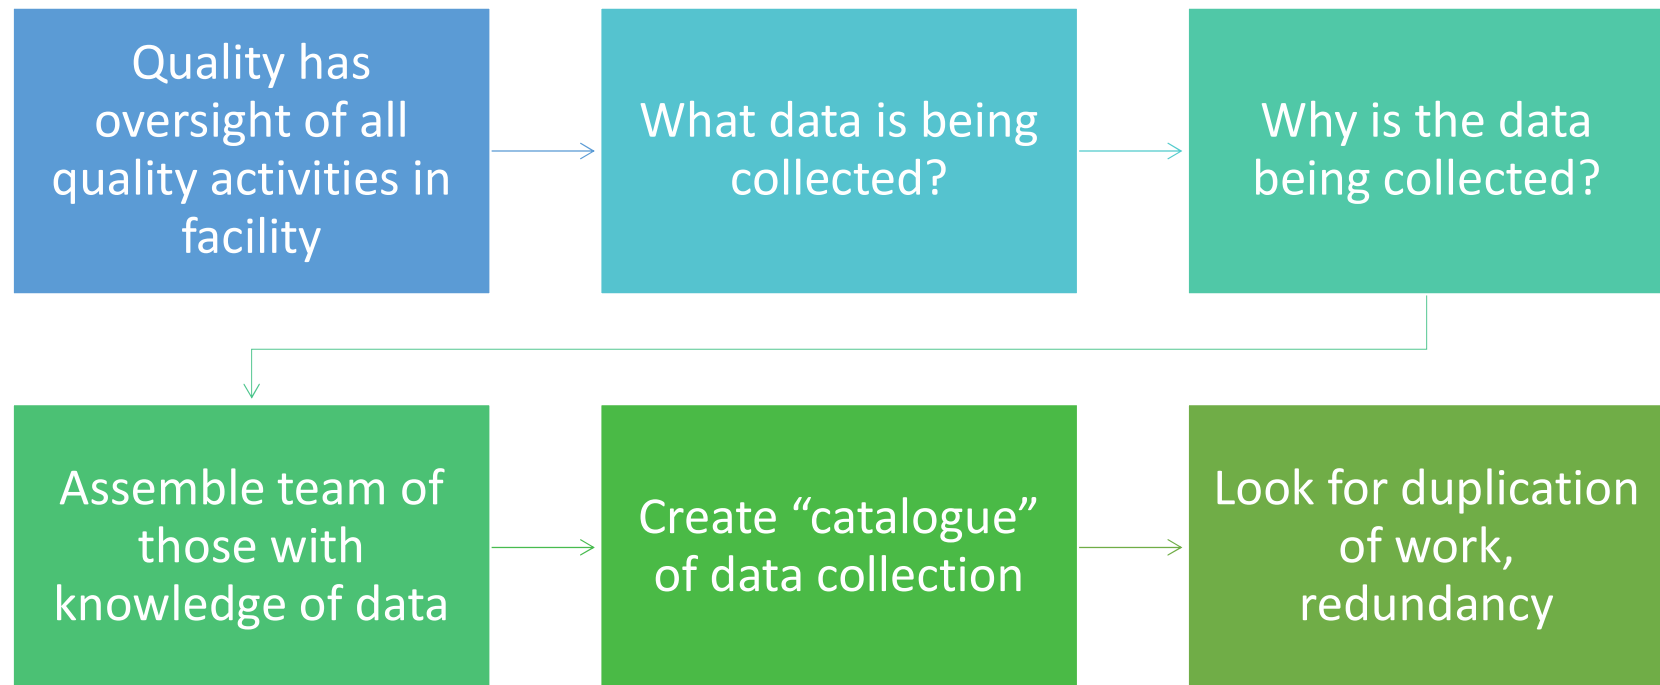 Quality has
oversight of all
quality activities in
facility
What data is being
collected?
Why is the data
being collected?
Assemble team of
those with
knowledge of data
Create “catalogue”
of data collection
Look for duplication
of work,
redundancy